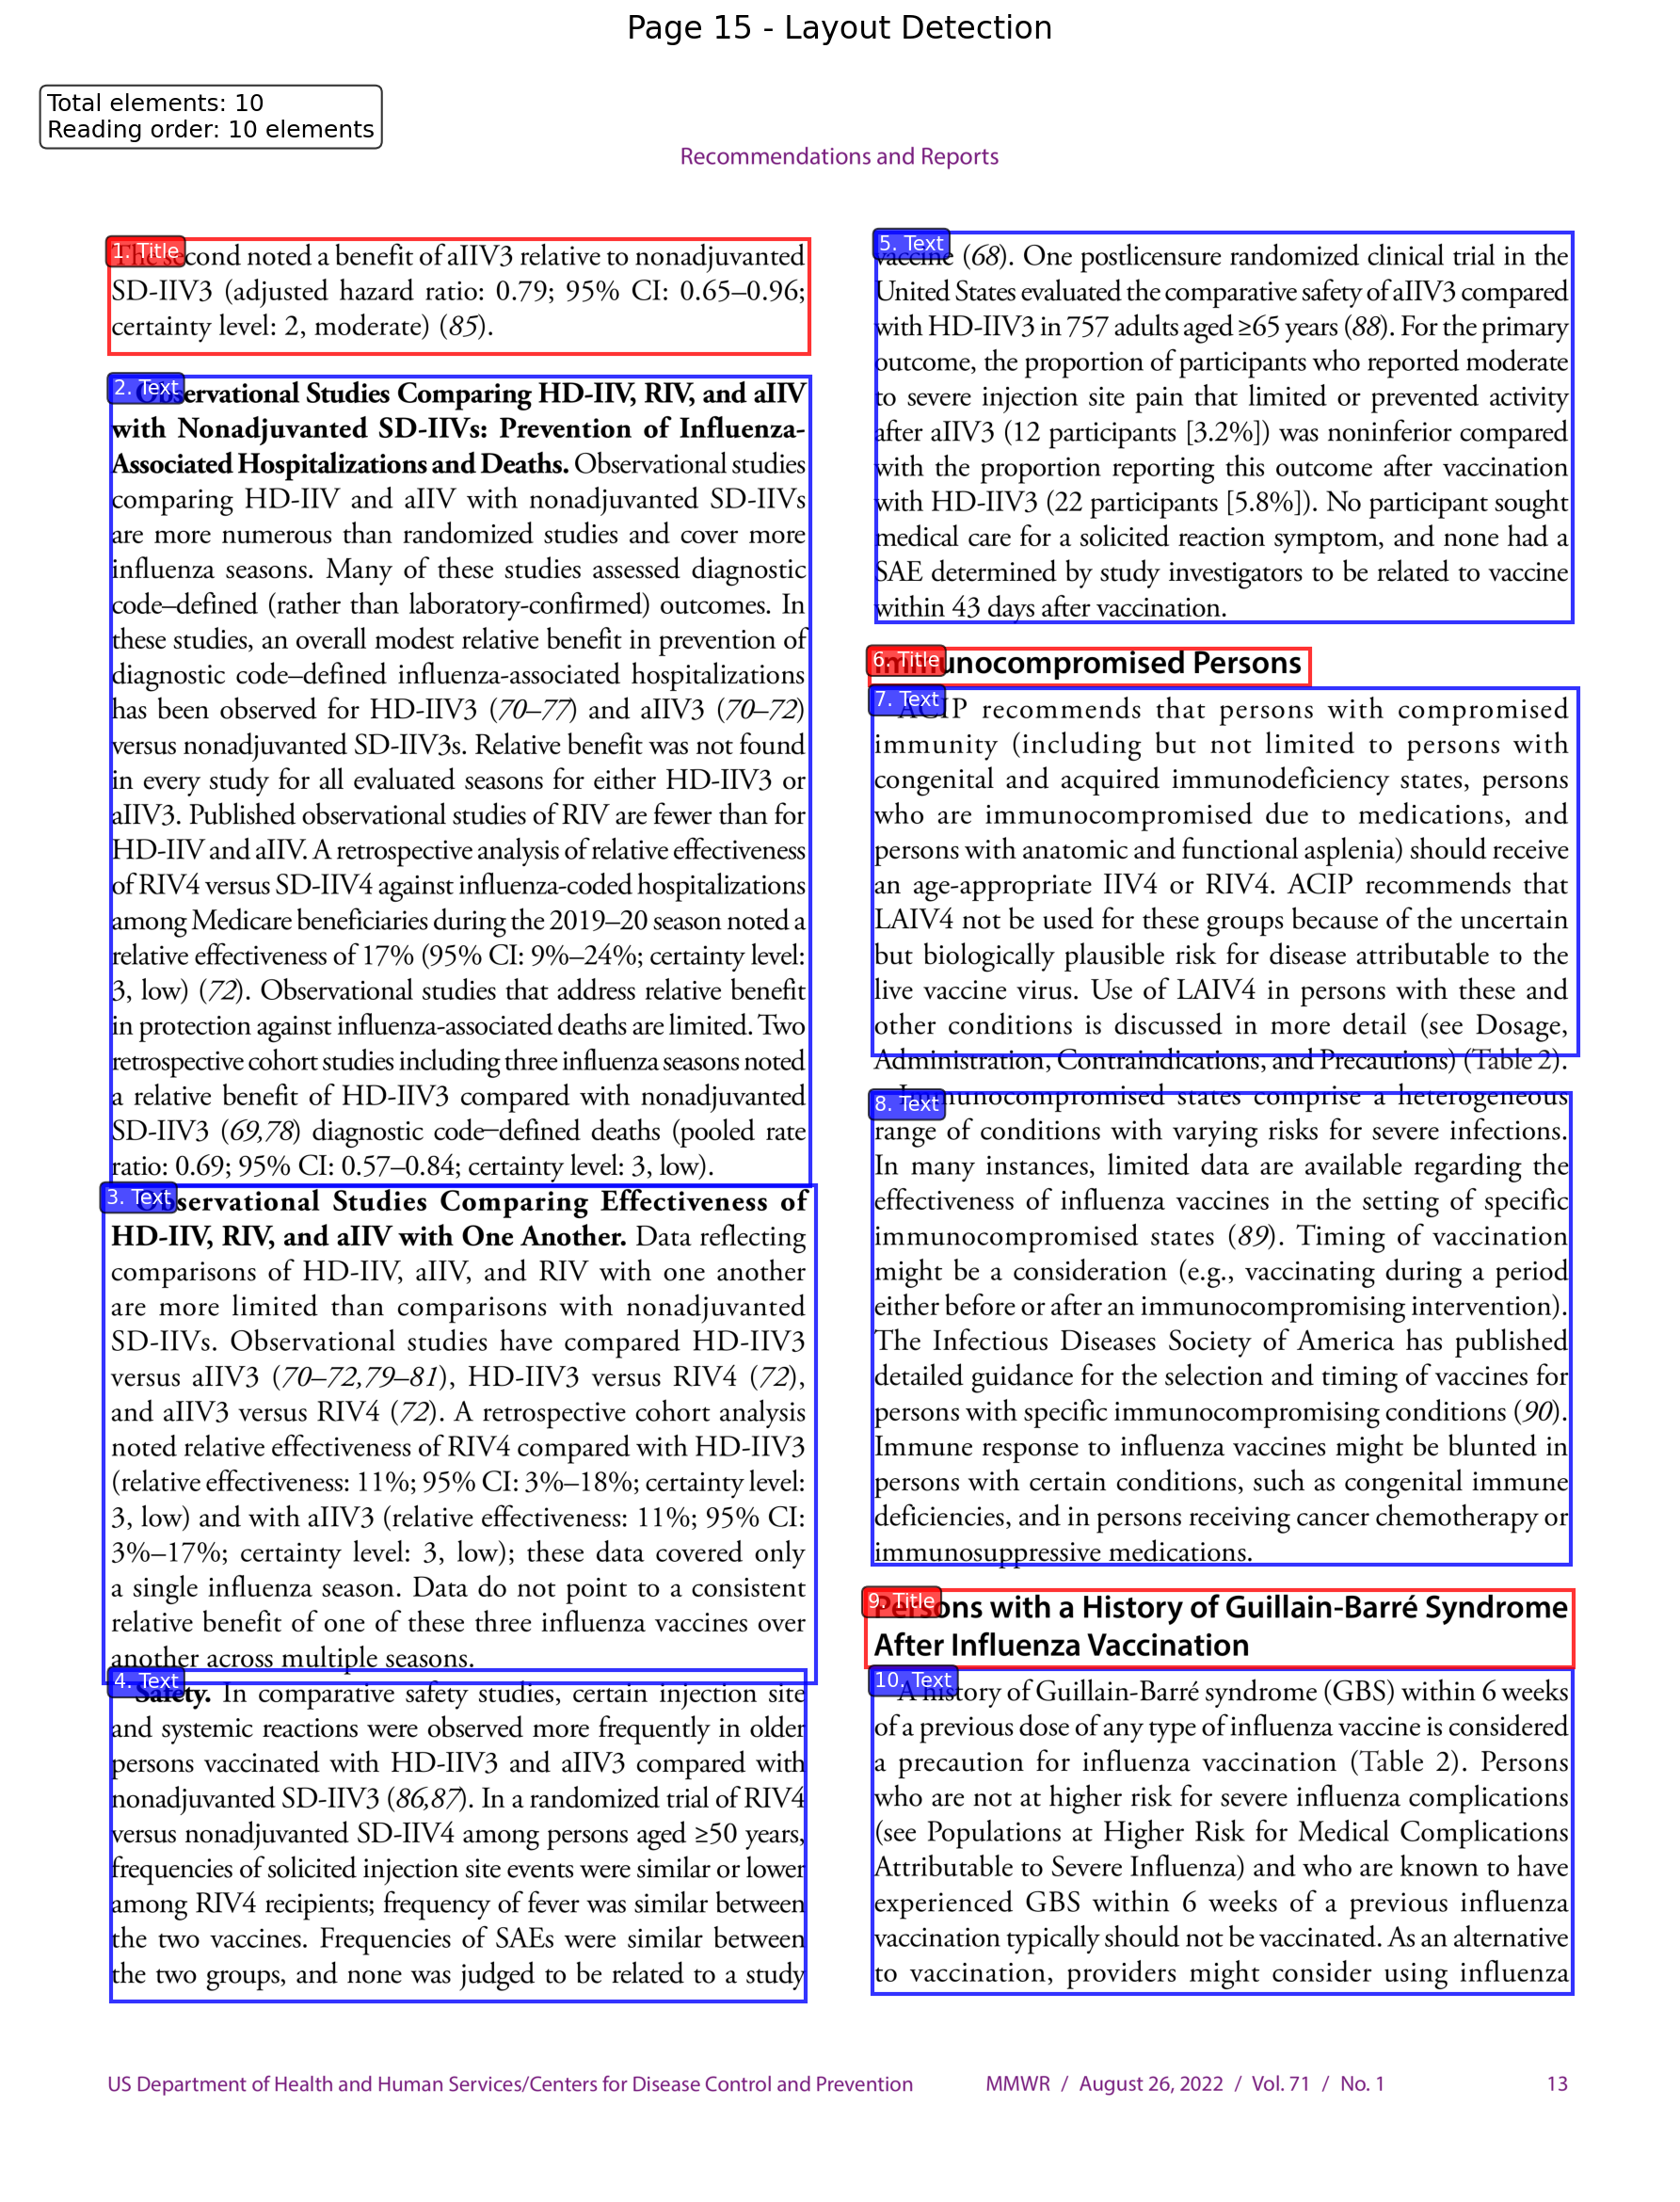 Page 15 - Layout Detection
Total elements: 10
Reading order: 10 elements
Recommendations and Reports
1. Title
The second noted a benefit of aIIV3 relative to nonadjuvanted
SD-IIV3 (adjusted hazard ratio: 0.79; 95% CI: 0.65–0.96;
certainty level: 2, moderate) (85).
2. Text
Observational Studies Comparing HD-IIV, RIV, and aIIV
with Nonadjuvanted SD-IIVs: Prevention of Influenza-
Associated Hospitalizations and Deaths. Observational studies
comparing HD-IIV and aIIV with nonadjuvanted SD-IIVs
are more numerous than randomized studies and cover more
influenza seasons. Many of these studies assessed diagnostic
code–defined (rather than laboratory-confirmed) outcomes. In
these studies, an overall modest relative benefit in prevention of
diagnostic code–defined influenza-associated hospitalizations
has been observed for HD-IIV3 (70–77) and aIIV3 (70–72)
versus nonadjuvanted SD-IIV3s. Relative benefit was not found
in every study for all evaluated seasons for either HD-IIV3 or
aIIV3. Published observational studies of RIV are fewer than for
HD-IIV and aIIV. A retrospective analysis of relative effectiveness
of RIV4 versus SD-IIV4 against influenza-coded hospitalizations
among Medicare beneficiaries during the 2019–20 season noted a
relative effectiveness of 17% (95% CI: 9%–24%; certainty level:
3, low) (72). Observational studies that address relative benefit
in protection against influenza-associated deaths are limited. Two
retrospective cohort studies including three influenza seasons noted
a relative benefit of HD-IIV3 compared with nonadjuvanted
SD-IIV3 (69,78) diagnostic code–defined deaths (pooled rate
ratio: 0.69; 95% CI: 0.57–0.84; certainty level: 3, low).
3. Text
Observational Studies Comparing Effectiveness of
HD-IIV, RIV, and aIIV with One Another. Data reflecting
comparisons of HD-IIV, aIIV, and RIV with one another
are more limited than comparisons with nonadjuvanted
SD-IIVs. Observational studies have compared HD-IIV3
versus aIIV3 (70–72,79–81), HD-IIV3 versus RIV4 (72),
and aIIV3 versus RIV4 (72). A retrospective cohort analysis
noted relative effectiveness of RIV4 compared with HD-IIV3
(relative effectiveness: 11%; 95% CI: 3%–18%; certainty level:
3, low) and with aIIV3 (relative effectiveness: 11%; 95% CI:
3%–17%; certainty level: 3, low); these data covered only
a single influenza season. Data do not point to a consistent
relative benefit of one of these three influenza vaccines over
another across multiple seasons.
4. Text
Safety. In comparative safety studies, certain injection site
and systemic reactions were observed more frequently in older
persons vaccinated with HD-IIV3 and aIIV3 compared with
nonadjuvanted SD-IIV3 (86,87). In a randomized trial of RIV4
versus nonadjuvanted SD-IIV4 among persons aged ≥50 years,
frequencies of solicited injection site events were similar or lower
among RIV4 recipients; frequency of fever was similar between
the two vaccines. Frequencies of SAEs were similar between
the two groups, and none was judged to be related to a study
5. Text
vaccine (68). One postlicensure randomized clinical trial in the
United States evaluated the comparative safety of aIIV3 compared
with HD-IIV3 in 757 adults aged ≥65 years (88). For the primary
outcome, the proportion of participants who reported moderate
to severe injection site pain that limited or prevented activity
after aIIV3 (12 participants [3.2%]) was noninferior compared
with the proportion reporting this outcome after vaccination
with HD-IIV3 (22 participants [5.8%]). No participant sought
medical care for a solicited reaction symptom, and none had a
SAE determined by study investigators to be related to vaccine
within 43 days after vaccination.
6. Title
Immunocompromised Persons
7. Text
ACIP recommends that persons with compromised
immunity (including but not limited to persons with
congenital and acquired immunodeficiency states, persons
who are immunocompromised due to medications, and
persons with anatomic and functional asplenia) should receive
an age-appropriate IIV4 or RIV4. ACIP recommends that
LAIV4 not be used for these groups because of the uncertain
but biologically plausible risk for disease attributable to the
live vaccine virus. Use of LAIV4 in persons with these and
other conditions is discussed in more detail (see Dosage,
Administration, Contraindications, and Precautions) (Table 2).
8. Text
Immunocompromised states comprise a heterogeneous
range of conditions with varying risks for severe infections.
In many instances, limited data are available regarding the
effectiveness of influenza vaccines in the setting of specific
immunocompromised states (89). Timing of vaccination
might be a consideration (e.g., vaccinating during a period
either before or after an immunocompromising intervention).
The Infectious Diseases Society of America has published
detailed guidance for the selection and timing of vaccines for
persons with specific immunocompromising conditions (90).
Immune response to influenza vaccines might be blunted in
persons with certain conditions, such as congenital immune
deficiencies, and in persons receiving cancer chemotherapy or
immunosuppressive medications.
9. Title
Persons with a History of Guillain-Barré Syndrome
After Influenza Vaccination
10. Text
A history of Guillain-Barré syndrome (GBS) within 6 weeks
of a previous dose of any type of influenza vaccine is considered
a precaution for influenza vaccination (Table 2). Persons
who are not at higher risk for severe influenza complications
(see Populations at Higher Risk for Medical Complications
Attributable to Severe Influenza) and who are known to have
experienced GBS within 6 weeks of a previous influenza
vaccination typically should not be vaccinated. As an alternative
to vaccination, providers might consider using influenza
US Department of Health and Human Services/Centers for Disease Control and Prevention MMWR / August 26, 2022 / Vol. 71 / No. 1 13